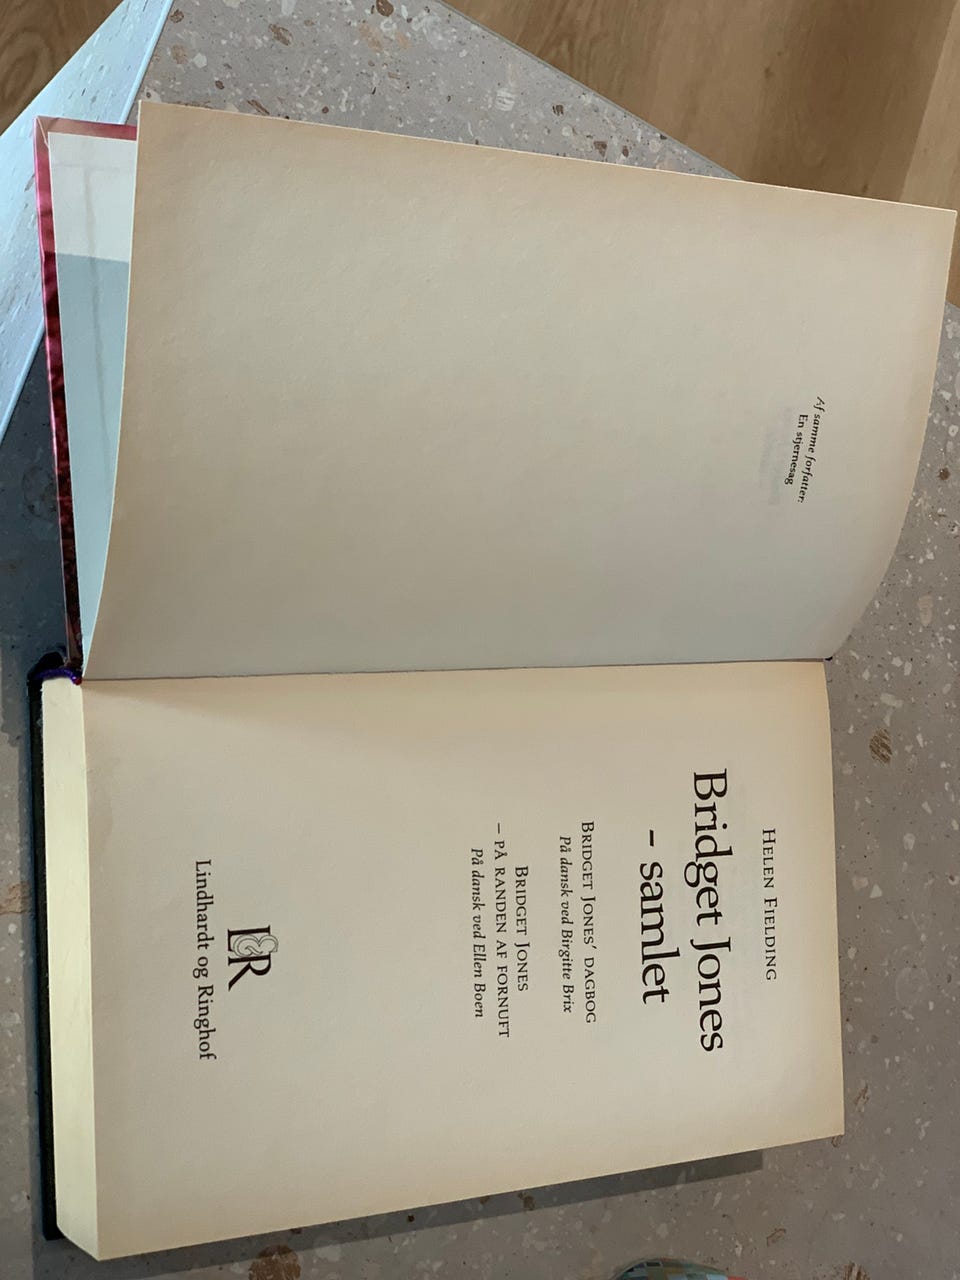 Af samme forfatter:
En stjernesag
HELEN FIELDING
Bridget Jones
– samlet
BRIDGET JONES’ DAGBOG
På dansk ved Birgitte Brix
BRIDGET JONES
– PÅ RANDEN AF FORNUFT
På dansk ved Ellen Boen
L&R
Lindhardt og Ringhof